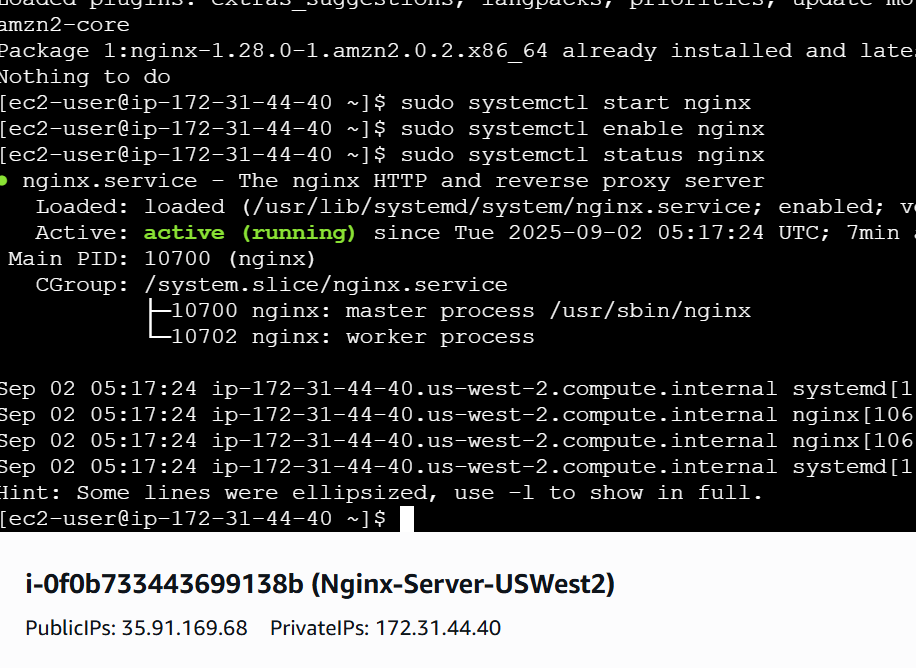 Loaded plugins: extras_suggestions, langpacks, priorities, update-mo
amzn2-core
Package 1:nginx-1.28.0-1.amzn2.0.2.x86_64 already installed and late
Nothing to do
[ec2-user@ip-172-31-44-40 ~]$ sudo systemctl start nginx
[ec2-user@ip-172-31-44-40 ~]$ sudo systemctl enable nginx
[ec2-user@ip-172-31-44-40 ~]$ sudo systemctl status nginx
● nginx.service - The nginx HTTP and reverse proxy server
Loaded: loaded (/usr/lib/systemd/system/nginx.service; enabled; ve
Active: active (running) since Tue 2025-09-02 05:17:24 UTC; 7min
Main PID: 10700 (nginx)
CGroup: /system.slice/nginx.service
├─10700 nginx: master process /usr/sbin/nginx
└─10702 nginx: worker process
Sep 02 05:17:24 ip-172-31-44-40.us-west-2.compute.internal systemd[1
Sep 02 05:17:24 ip-172-31-44-40.us-west-2.compute.internal nginx[106
Sep 02 05:17:24 ip-172-31-44-40.us-west-2.compute.internal nginx[106
Sep 02 05:17:24 ip-172-31-44-40.us-west-2.compute.internal systemd[1
Hint: Some lines were ellipsized, use -l to show in full.
[ec2-user@ip-172-31-44-40 ~]$
i-0f0b733443699138b (Nginx-Server-USWest2)
PublicIPs: 35.91.169.68 PrivateIPs: 172.31.44.40